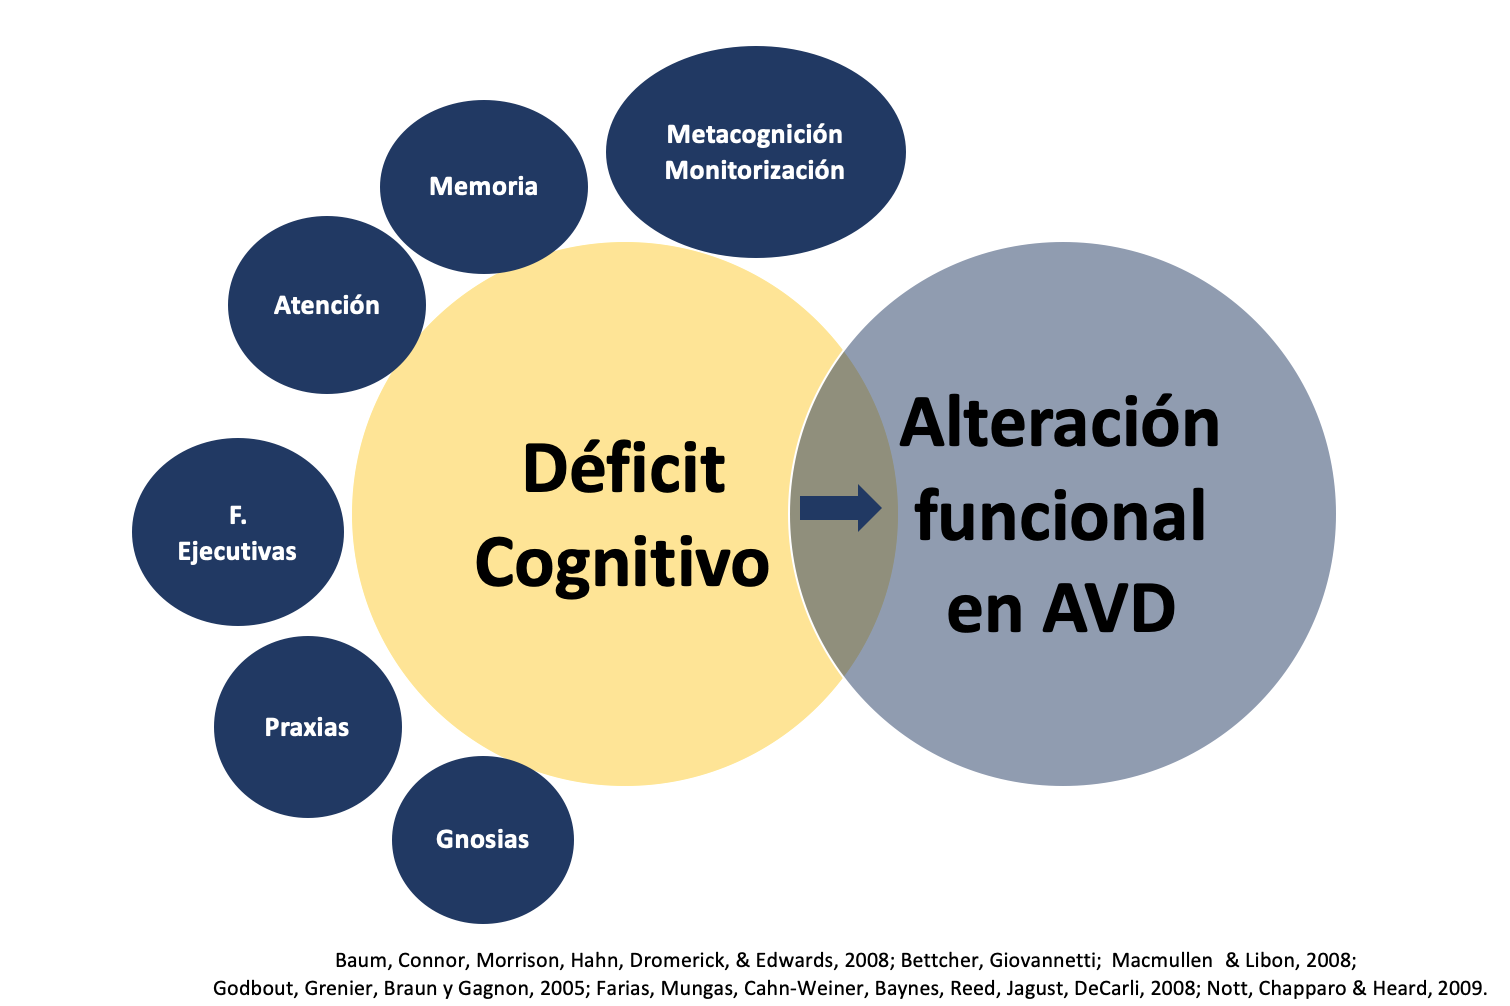 Metacognición
Monitorización
Memoria
Atención
F.
Ejecutivas
Praxias
Gnosias
Déficit
Cognitivo
Alteración
funcional
en AVD
Baum, Connor, Morrison, Hahn, Dromerick, & Edwards, 2008; Bettcher, Giovannetti;  Macmullen  & Libon, 2008;
Godbout, Grenier, Braun y Gagnon, 2005; Farias, Mungas, Cahn-Weiner, Baynes, Reed, Jagust, DeCarli, 2008; Nott, Chapparo & Heard, 2009.